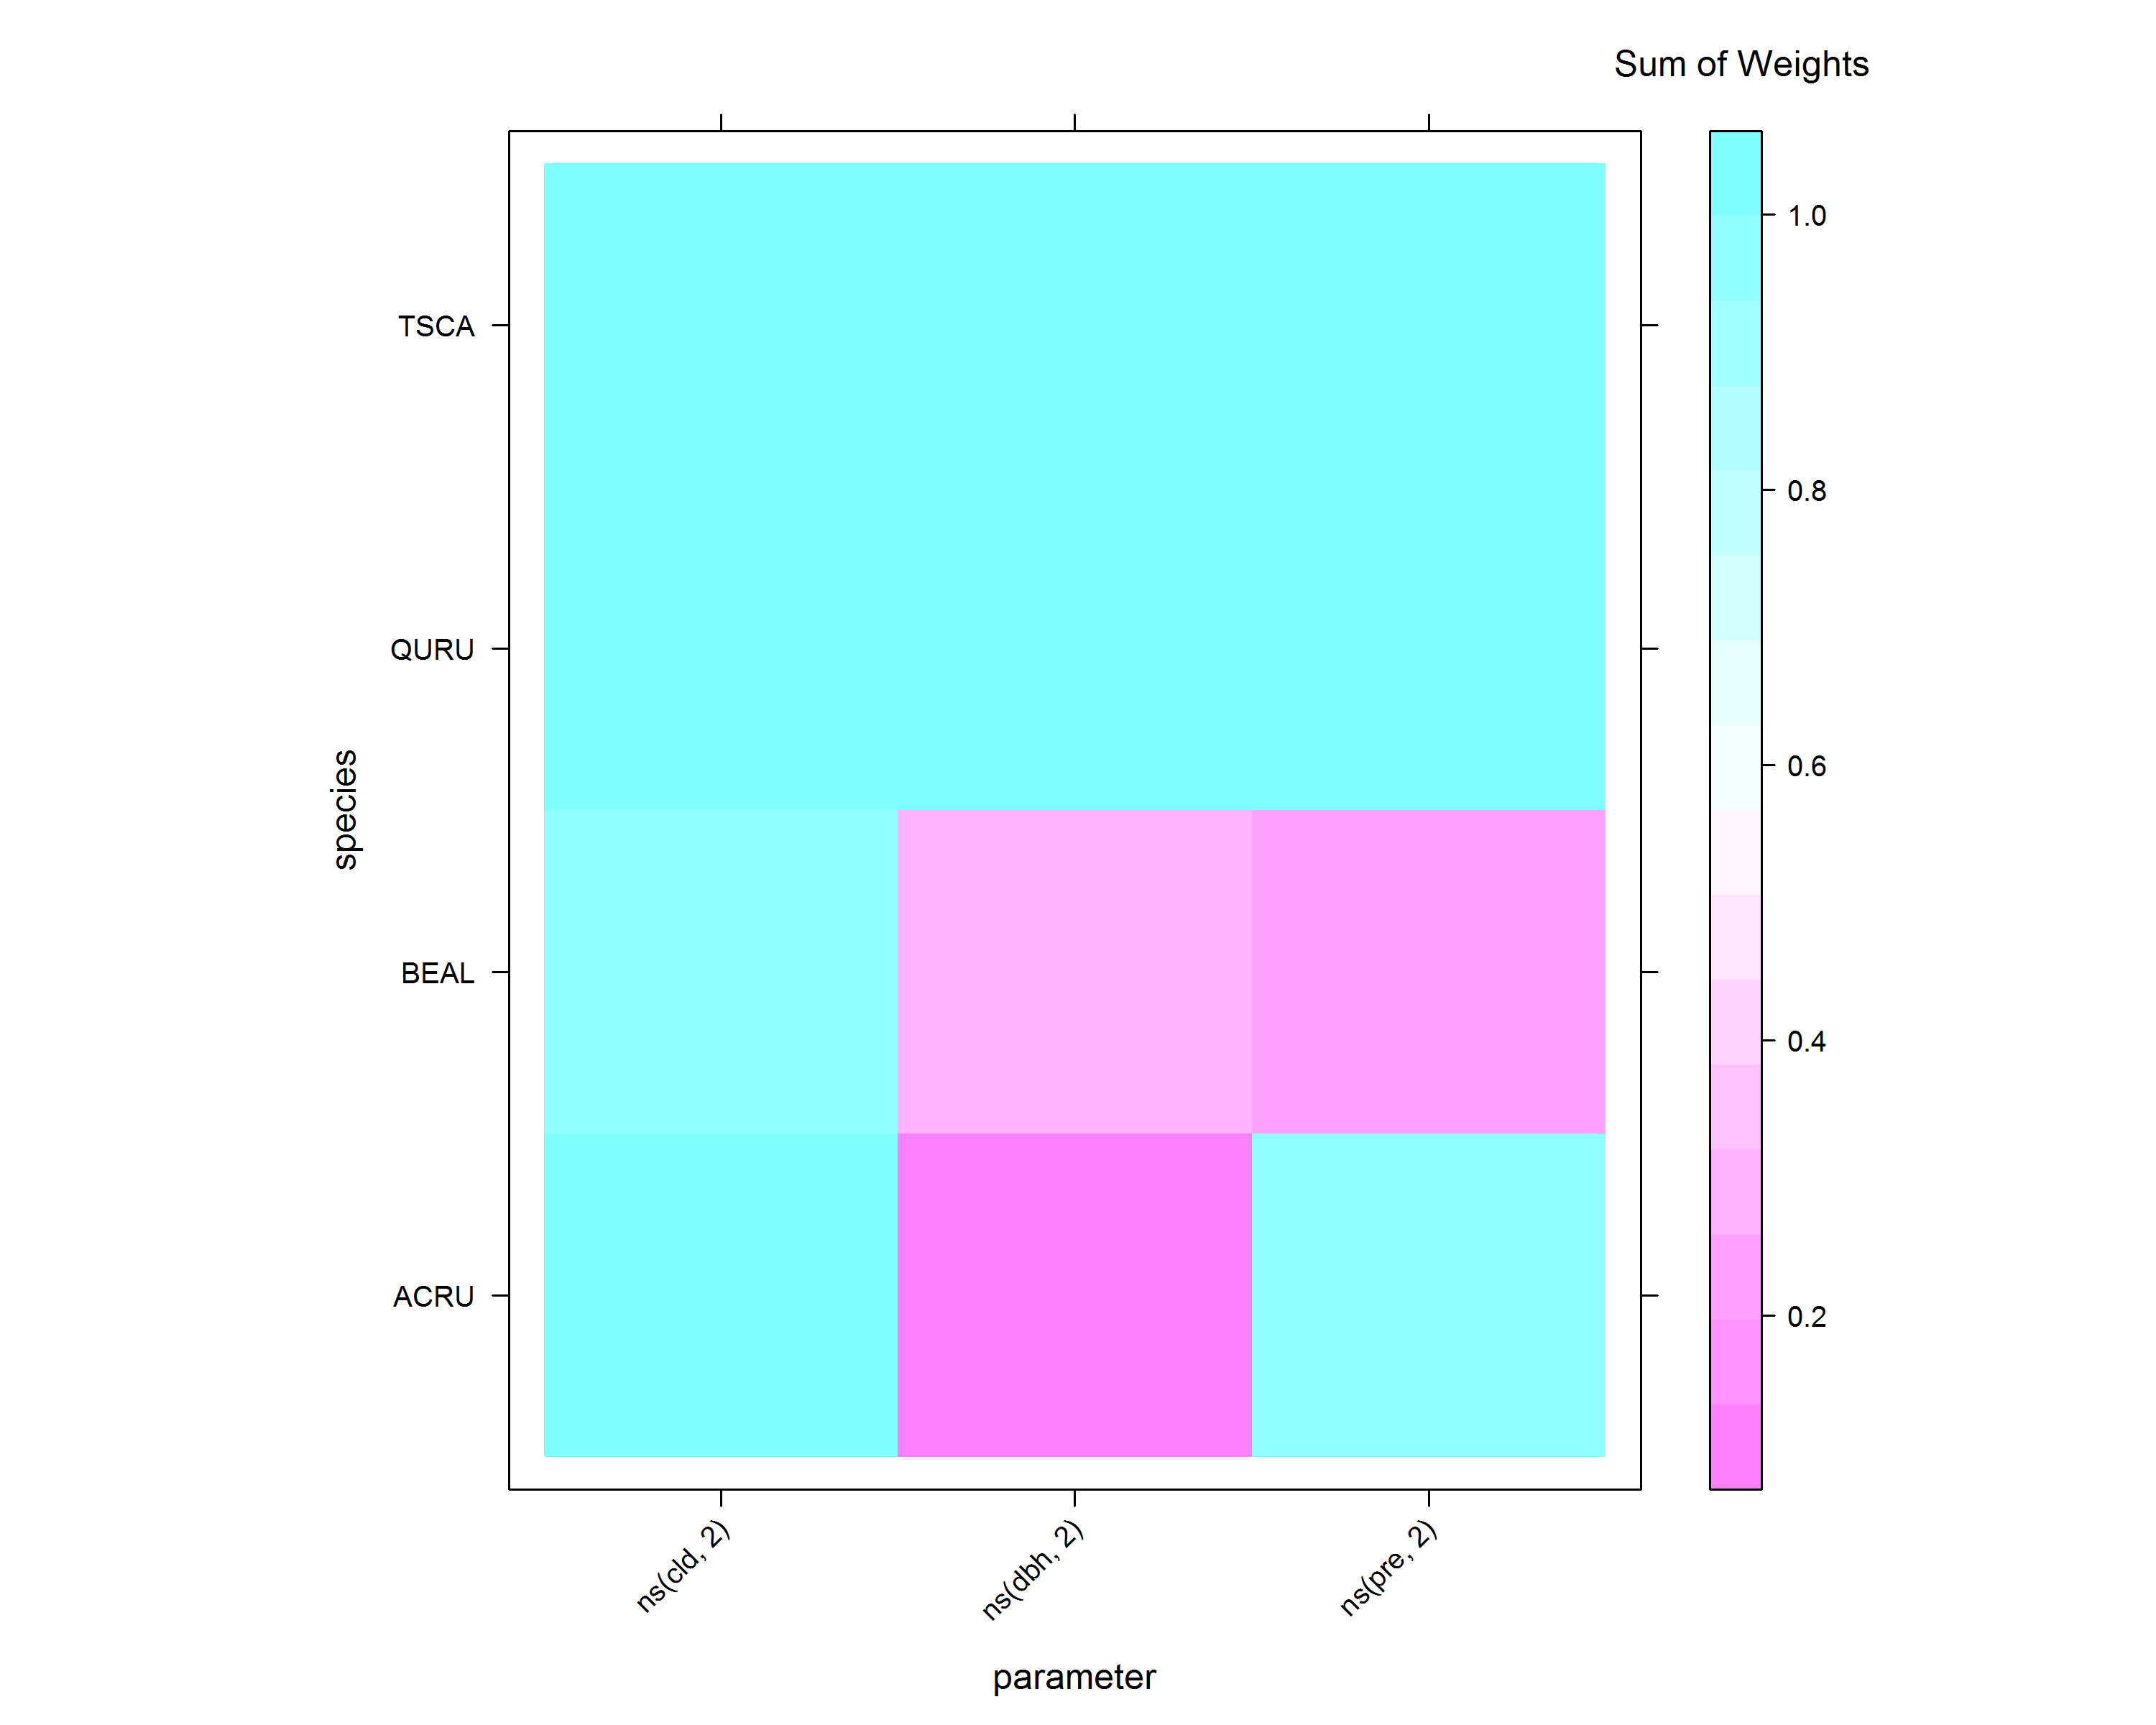 Sum of Weights
1.0
0.8
0.6
0.4
0.2
species
TSCA
QURU
BEAL
ACRU
ns(cld, 2)
ns(dbh, 2)
ns(pre, 2)
parameter